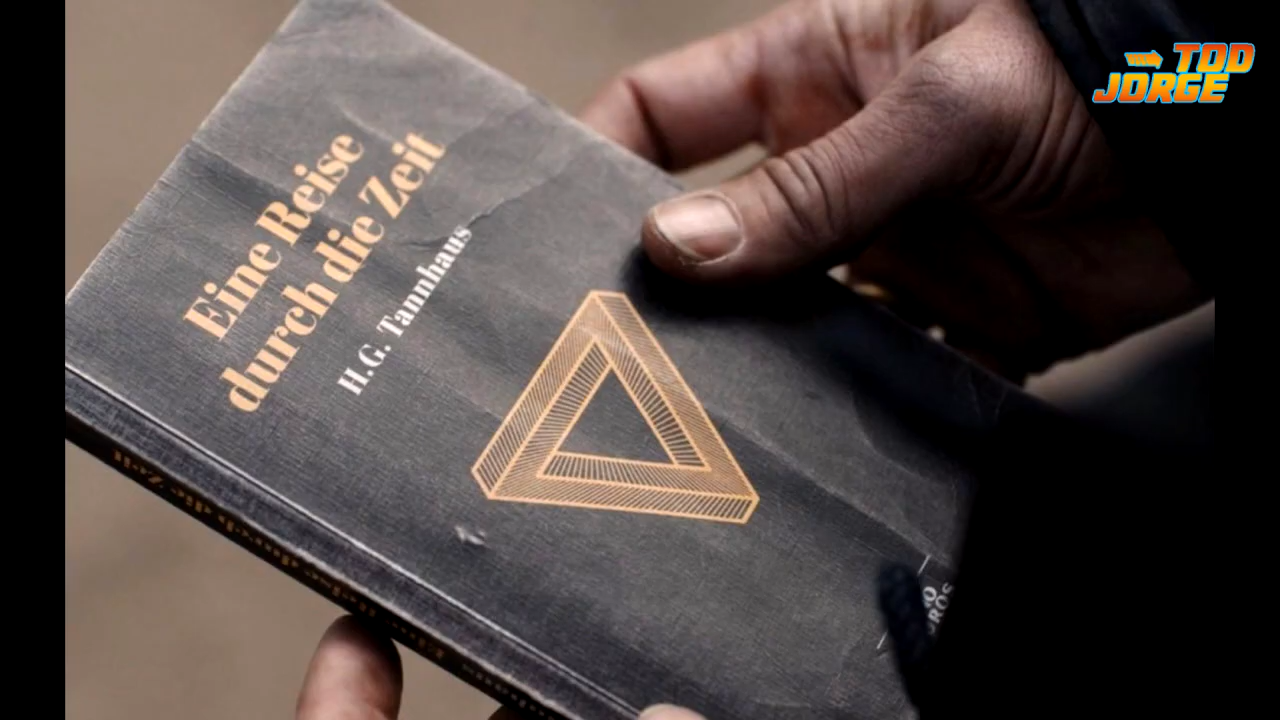 Eine Reise
durch die Zeit
H.G. Tannhaus
TOD
JORGE